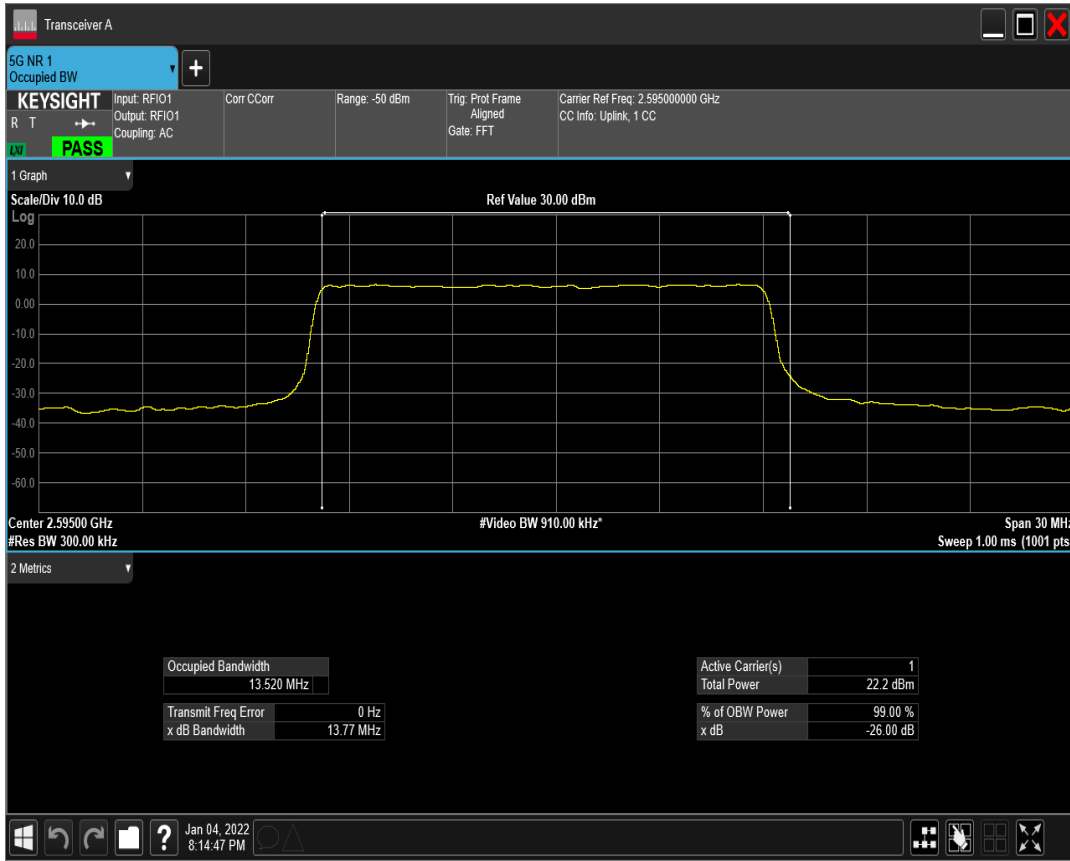 Transceiver A
5G NR 1
Occupied BW
+
KEYSIGHT
R T
LXI
PASS
Input: RFIO1
Output: RFIO1
Coupling: AC
Corr CCorr
Range: -50 dBm
Trig: Prot Frame
Aligned
Gate: FFT
Carrier Ref Freq: 2.595000000 GHz
CC Info: Uplink, 1 CC
1 Graph
Scale/Div 10.0 dB
Ref Value 30.00 dBm
Log
20.0
10.0
0.00
-10.0
-20.0
-30.0
-40.0
-50.0
-60.0
Center 2.59500 GHz
#Video BW 910.00 kHz*
Span 30 MHz
#Res BW 300.00 kHz
Sweep 1.00 ms (1001 pts
2 Metrics
Occupied Bandwidth
13.520 MHz
Transmit Freq Error 0 Hz
x dB Bandwidth 13.77 MHz
Active Carrier(s) 1
Total Power 22.2 dBm
% of OBW Power 99.00 %
x dB -26.00 dB
?
Jan 04, 2022
8:14:47 PM